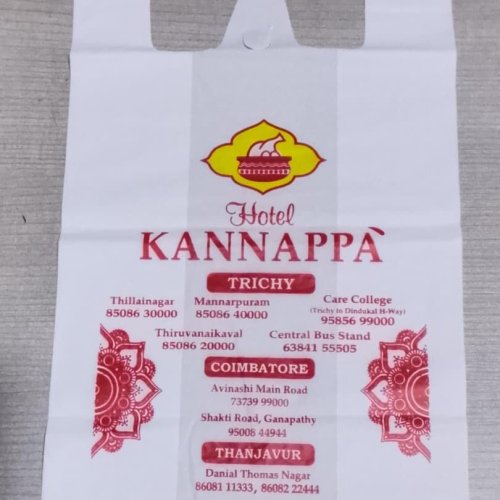 Hotel
KANNAPPÀ
TRICHY
Thillainagar Mannarpuram Care College
85086 30000 85086 40000 (Trichy in Dindukal H-Way)
95856 99000
Thiruvanaikaval Central Bus Stand
85086 20000 63841 55505
COIMBATORE
Avinashi Main Road
73739 99000
Shakti Road, Ganapathy
95008 44944
THANJAVUR
Danial Thomas Nagar
86081 11333, 86082 22444